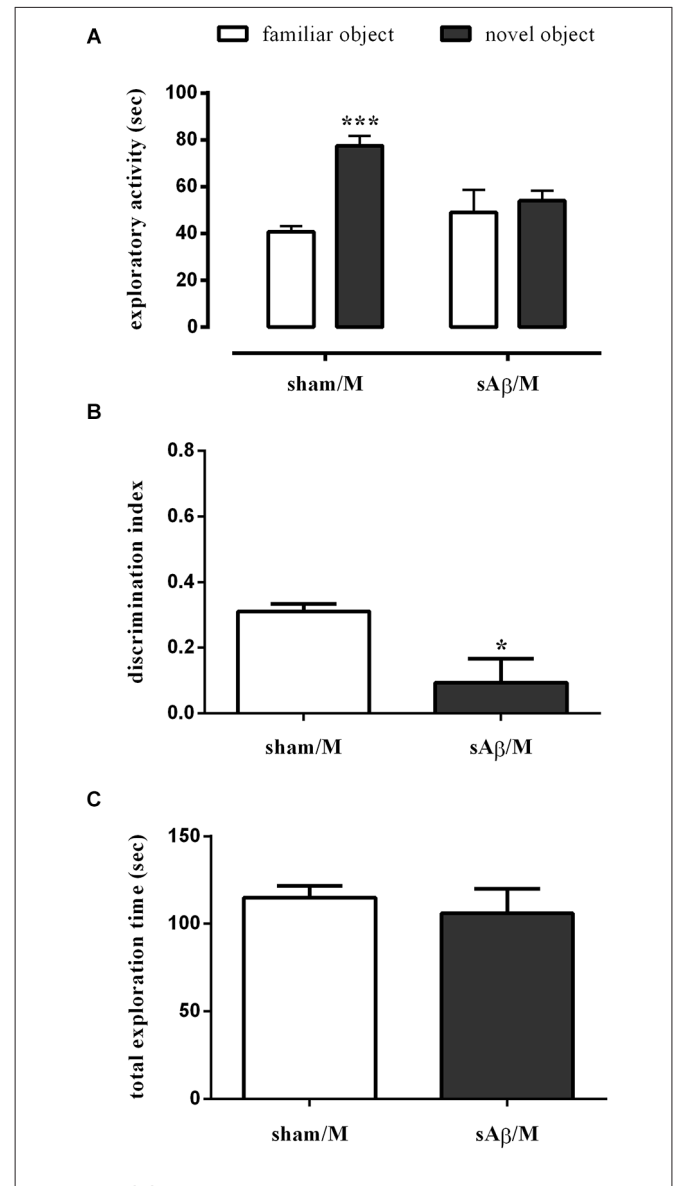 A
familiar object novel object
exploratory activity (sec)
100
80
60
40
20
0
***
sham/M sAβ/M
B
discrimination index
0.8
0.6
0.4
0.2
0.0
*
sham/M sAβ/M
C
total exploration time (sec)
150
100
50
0
sham/M sAβ/M